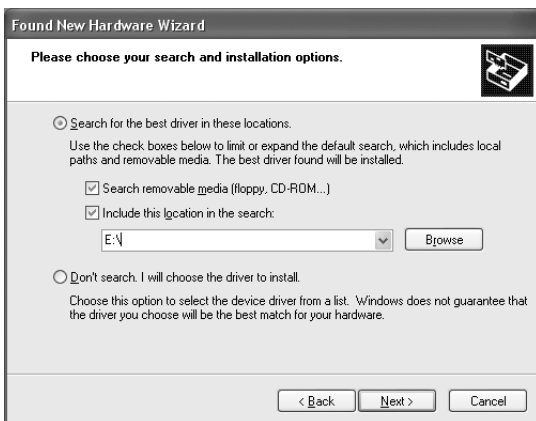 Found New Hardware Wizard
Please choose your search and installation options.
Search for the best driver in these locations.
Use the check boxes below to limit or expand the default search, which includes local
paths and removable media. The best driver found will be installed.
Search removable media (floppy, CD-ROM...)
Include this location in the search:
E:\
Browse
Don't search. I will choose the driver to install.
Choose this option to select the device driver from a list. Windows does not guarantee that
the driver you choose will be the best match for your hardware.
< Back Next > Cancel